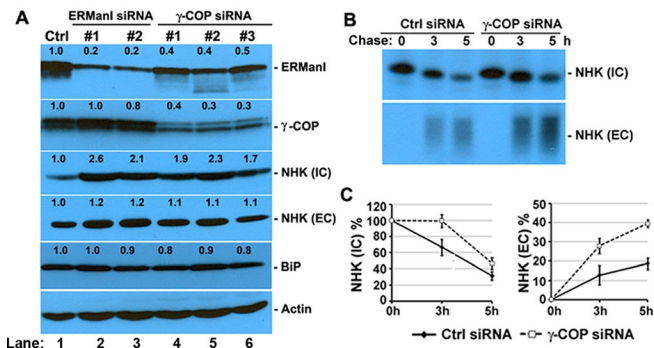 A
ERManI siRNA γ-COP siRNA
Ctrl #1 #2 #1 #2 #3
1.0 0.2 0.2 0.4 0.4 0.5
- ERManI
1.0 1.0 0.8 0.4 0.3 0.3
- γ-COP
1.0 2.6 2.1 1.9 2.3 1.7
- NHK (IC)
1.0 1.2 1.2 1.1 1.1 1.1
- NHK (EC)
1.0 1.0 0.9 0.8 0.9 0.8
- BiP
- Actin
Lane: 1 2 3 4 5 6
B
Ctrl siRNA γ-COP siRNA
Chase: 0 3 5 0 3 5 h
- NHK (IC)
- NHK (EC)
C
NHK (IC) %
120
100
80
60
40
20
0
0h 3h 5h
NHK (EC) %
50
40
30
20
10
0
0h 3h 5h
Ctrl siRNA γ-COP siRNA